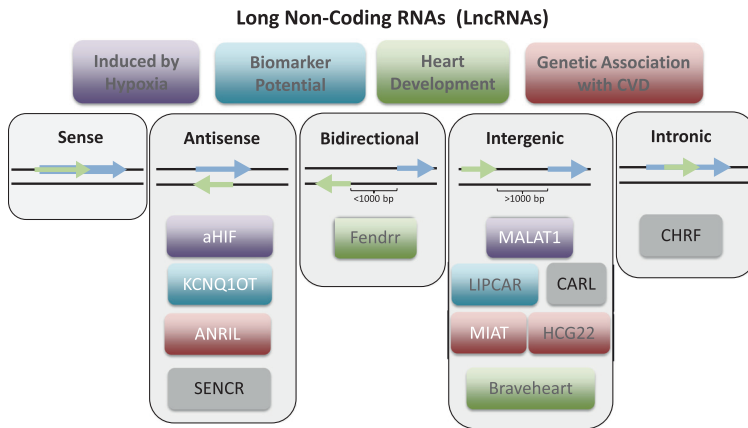 Long Non-Coding RNAs (LncRNAs)
Induced by
Hypoxia
Biomarker
Potential
Heart
Development
Genetic Association
with CVD
Sense
Antisense
Bidirectional
Intergenic
Intronic
<1000 bp
>1000 bp
aHIF
KCNQ1OT
ANRIL
SENCR
Fendrr
MALAT1
LIPCAR
CARL
MIAT
HCG22
Braveheart
CHRF